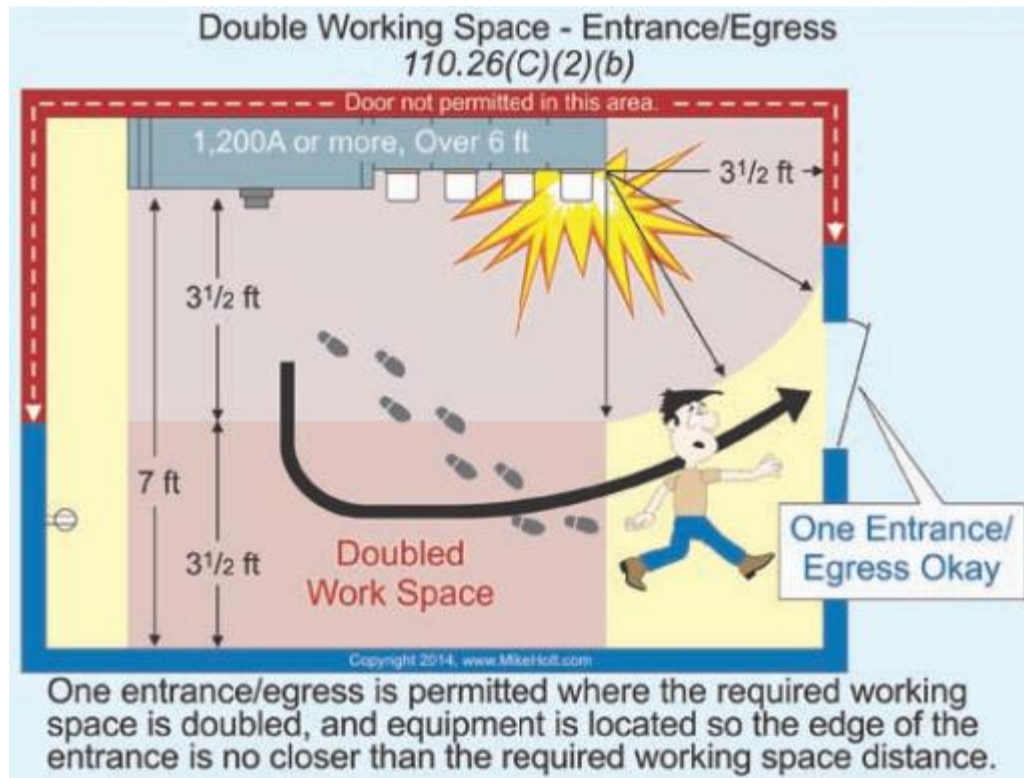 Double Working Space - Entrance/Egress
110.26(C)(2)(b)
Door not permitted in this area.
1,200A or more, Over 6 ft
3 1/2 ft
3 1/2 ft
7 ft
3 1/2 ft
Doubled
Work Space
One Entrance/
Egress Okay
Copyright 2014, www.MikeHolt.com
One entrance/egress is permitted where the required working
space is doubled, and equipment is located so the edge of the
entrance is no closer than the required working space distance.